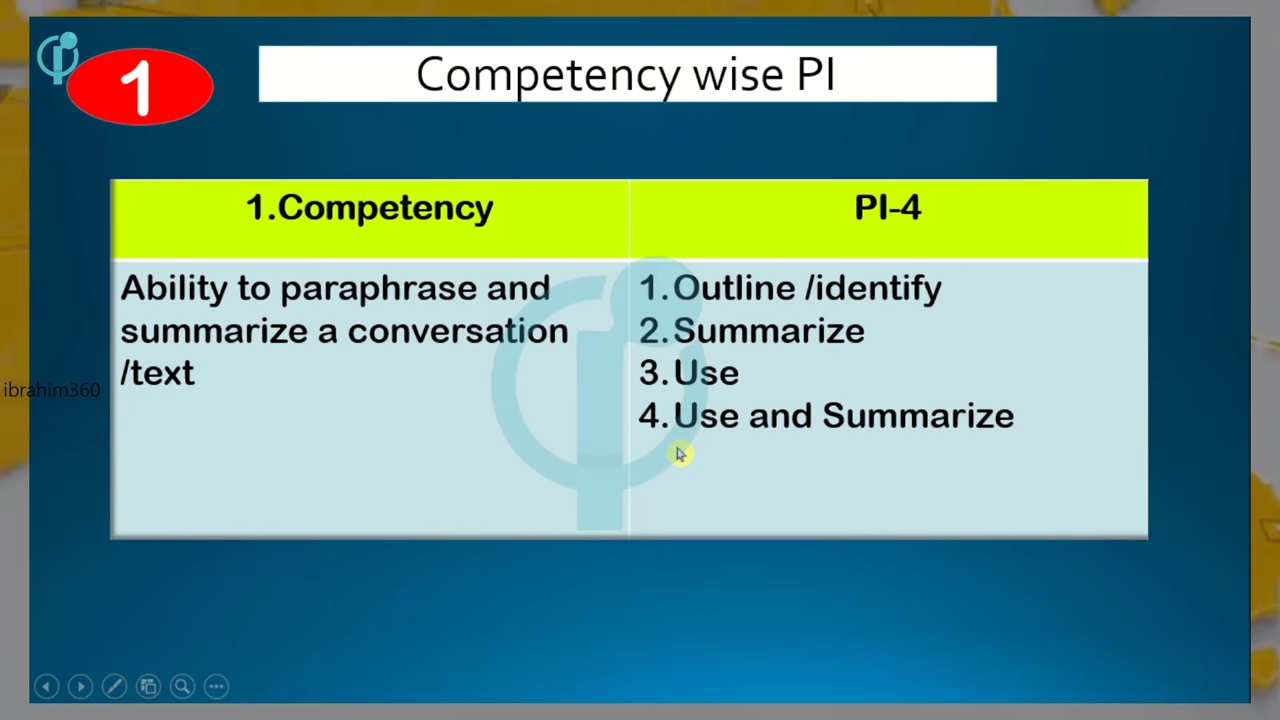 1
Competency wise PI
1.Competency
PI-4
Ability to paraphrase and
summarize a conversation
/text
1.Outline /identify
2.Summarize
3.Use
4.Use and Summarize
ibrahim360